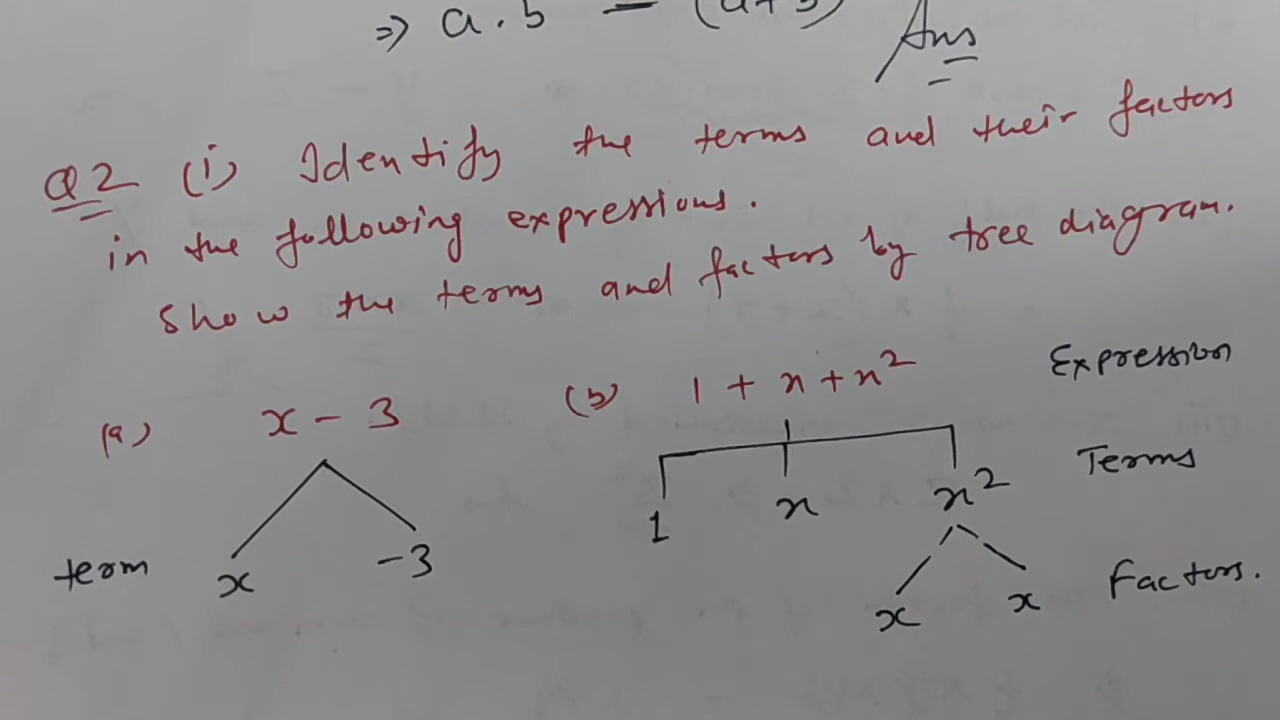 ⇒ a.b - (a+b) Ans
Q2 (i) Identify the terms and their factors
in the following expressions.
Show the terms and factors by tree diagram.
(a) x - 3 (b) 1 + x + x² Expression
1 x x² Terms
term x -3
x x Factors.